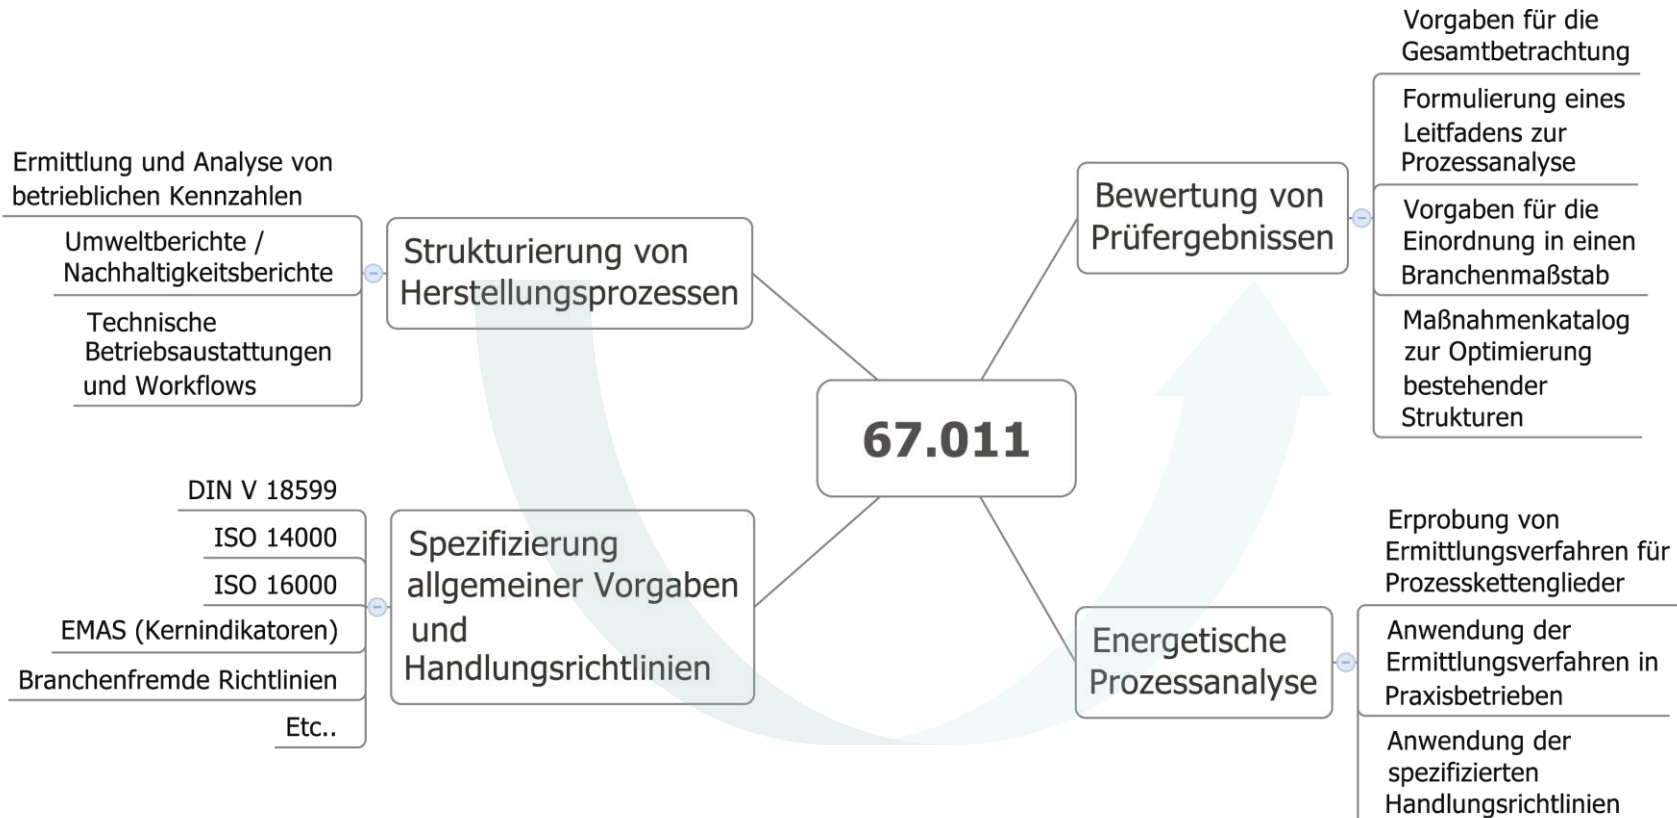 Ermittlung und Analyse von
betrieblichen Kennzahlen
Umweltberichte /
Nachhaltigkeitsberichte
Technische
Betriebsaustattungen
und Workflows
Strukturierung von
Herstellungsprozessen
DIN V 18599
ISO 14000
ISO 16000
EMAS (Kernindikatoren)
Branchenfremde Richtlinien
Etc..
Spezifizierung
allgemeiner Vorgaben
und
Handlungsrichtlinien
67.011
Bewertung von
Prüfergebnissen
Vorgaben für die
Gesamtbetrachtung
Formulierung eines
Leitfadens zur
Prozessanalyse
Vorgaben für die
Einordnung in einen
Branchenmaßstab
Maßnahmenkatalog
zur Optimierung
bestehender
Strukturen
Energetische
Prozessanalyse
Erprobung von
Ermittlungsverfahren für
Prozesskettenglieder
Anwendung der
Ermittlungsverfahren in
Praxisbetrieben
Anwendung der
spezifizierten
Handlungsrichtlinien